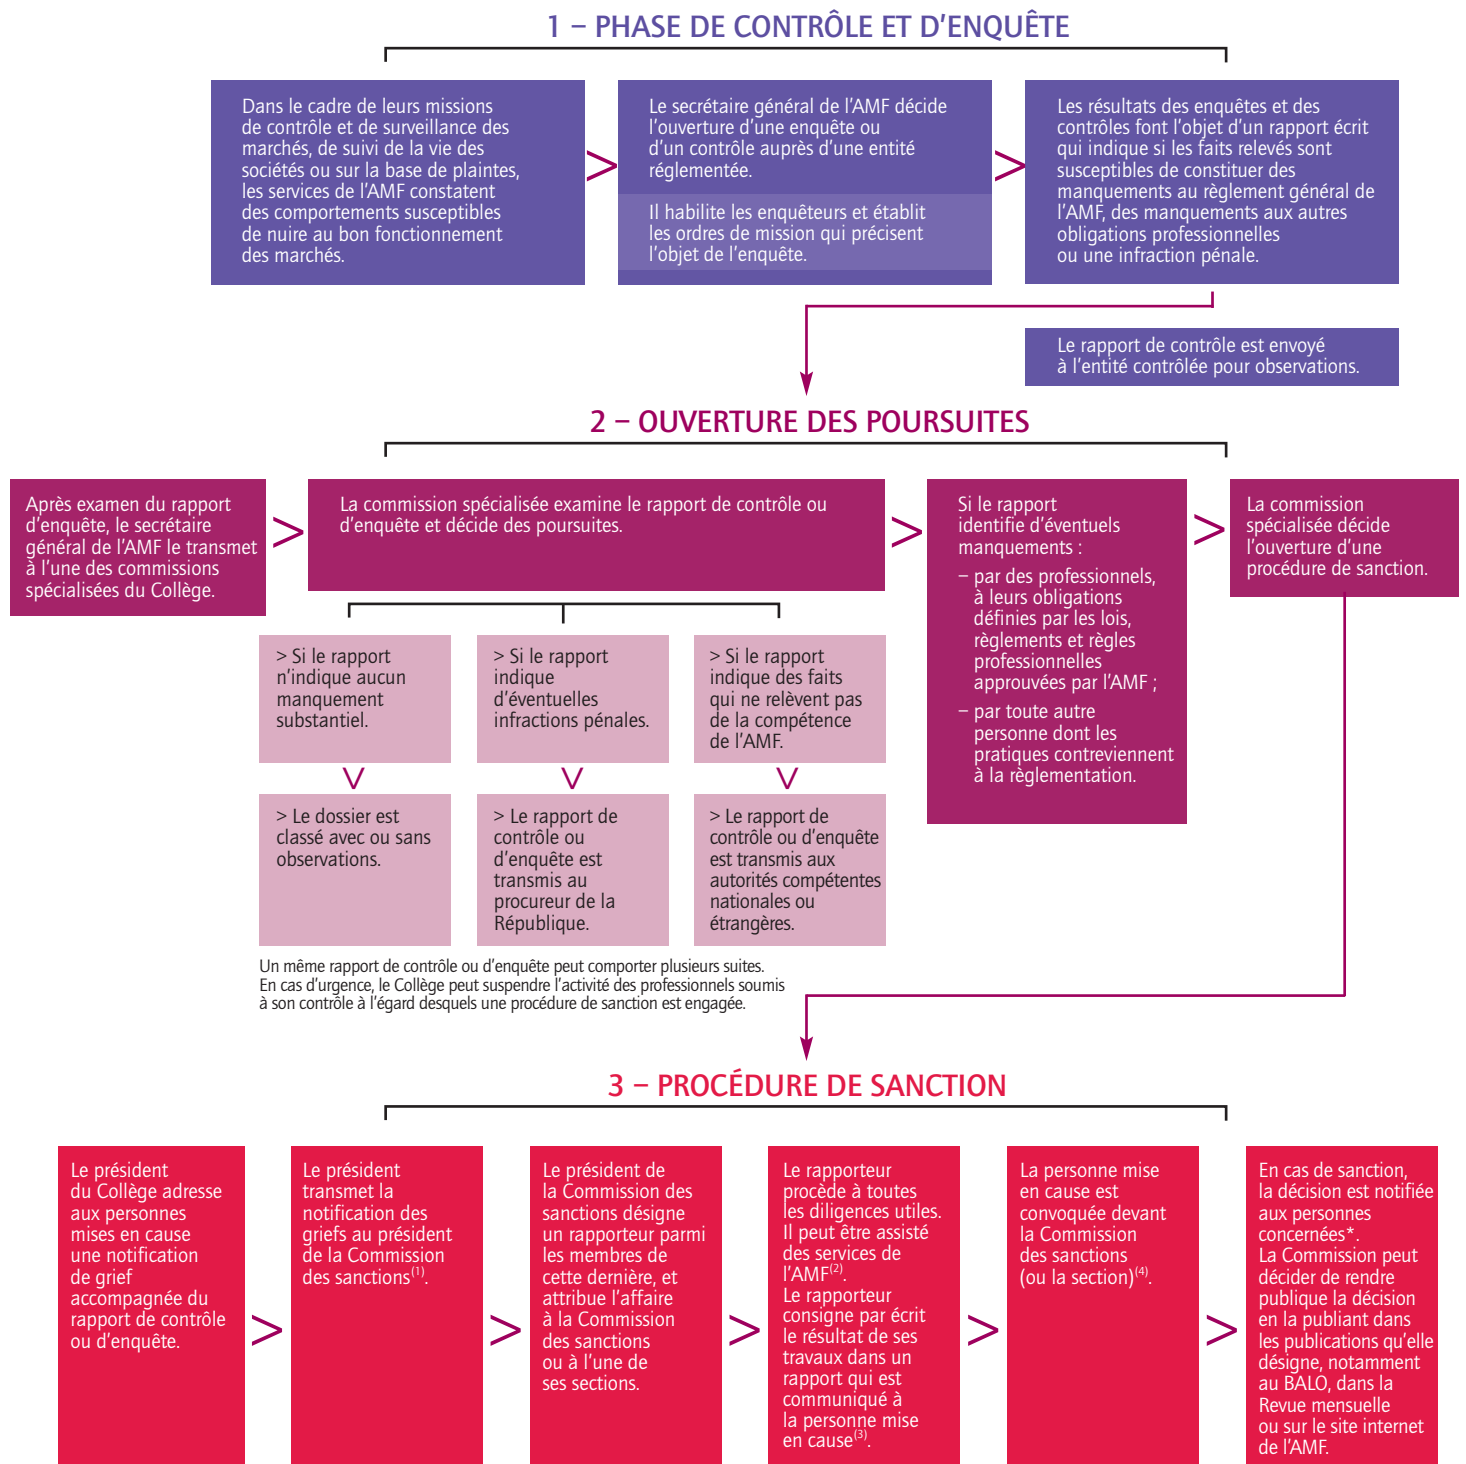 1 – PHASE DE CONTRÔLE ET D'ENQUÊTE
Dans le cadre de leurs missions
de contrôle et de surveillance des
marchés, de suivi de la vie des
sociétés ou sur la base de plaintes,
les services de l'AMF constatent
des comportements susceptibles
de nuire au bon fonctionnement
des marchés.
>
Le secrétaire général de l'AMF décide
l'ouverture d'une enquête ou
d'un contrôle auprès d'une entité
réglementée.
Il habilite les enquêteurs et établit
les ordres de mission qui précisent
l'objet de l'enquête.
>
Les résultats des enquêtes et des
contrôles font l'objet d'un rapport écrit
qui indique si les faits relevés sont
susceptibles de constituer des
manquements au règlement général de
l'AMF, des manquements aux autres
obligations professionnelles
ou une infraction pénale.
Le rapport de contrôle est envoyé
à l'entité contrôlée pour observations.
2 – OUVERTURE DES POURSUITES
Après examen du rapport
d'enquête, le secrétaire
général de l'AMF le transmet
à l'une des commissions
spécialisées du Collège.
>
La commission spécialisée examine le rapport de contrôle ou
d'enquête et décide des poursuites.
> Si le rapport
n'indique aucun
manquement
substantiel.
> Le dossier est
classé avec ou sans
observations.
> Si le rapport
indique
d'éventuelles
infractions pénales.
> Le rapport de
contrôle ou
d'enquête est
transmis au
procureur de la
République.
> Si le rapport
indique des faits
qui ne relèvent pas
de la compétence
de l'AMF.
> Le rapport de
contrôle ou d'enquête
est transmis aux
autorités compétentes
nationales ou
étrangères.
>
Si le rapport
identifie d'éventuels
manquements :
– par des professionnels,
à leurs obligations
définies par les lois,
règlements et règles
professionnelles
approuvées par l'AMF ;
– par toute autre
personne dont les
pratiques contreviennent
à la règlementation.
>
La commission
spécialisée décide
l'ouverture d'une
procédure de sanction.
Un même rapport de contrôle ou d'enquête peut comporter plusieurs suites.
En cas d'urgence, le Collège peut suspendre l'activité des professionnels soumis
à son contrôle à l'égard desquels une procédure de sanction est engagée.
3 – PROCÉDURE DE SANCTION
Le président
du Collège adresse
aux personnes
mises en cause
une notification
de grief
accompagnée du
rapport de contrôle
ou d'enquête.
>
Le président
transmet la
notification des
griefs au président
de la Commission
des sanctions(1).
>
Le président de
la Commission des
sanctions désigne
un rapporteur parmi
les membres de
cette dernière, et
attribue l'affaire
à la Commission
des sanctions
ou à l'une de
ses sections.
>
Le rapporteur
procède à toutes
les diligences utiles.
Il peut être assisté
des services de
l'AMF(2).
Le rapporteur
consigne par écrit
le résultat de ses
travaux dans un
rapport qui est
communiqué à
la personne mise
en cause(3).
>
La personne mise
en cause est
convoquée devant
la Commission
des sanctions
(ou la section)(4).
>
En cas de sanction,
la décision est notifiée
aux personnes
concernées*.
La Commission peut
décider de rendre
publique la décision
en la publiant dans
les publications qu'elle
désigne, notamment
au BALO, dans la
Revue mensuelle
ou sur le site internet
de l'AMF.